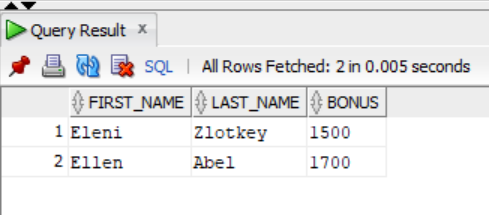 Query Result x
SQL | All Rows Fetched: 2 in 0.005 seconds
FIRST_NAME LAST_NAME BONUS
1 Eleni Zlotkey 1500
2 Ellen Abel 1700